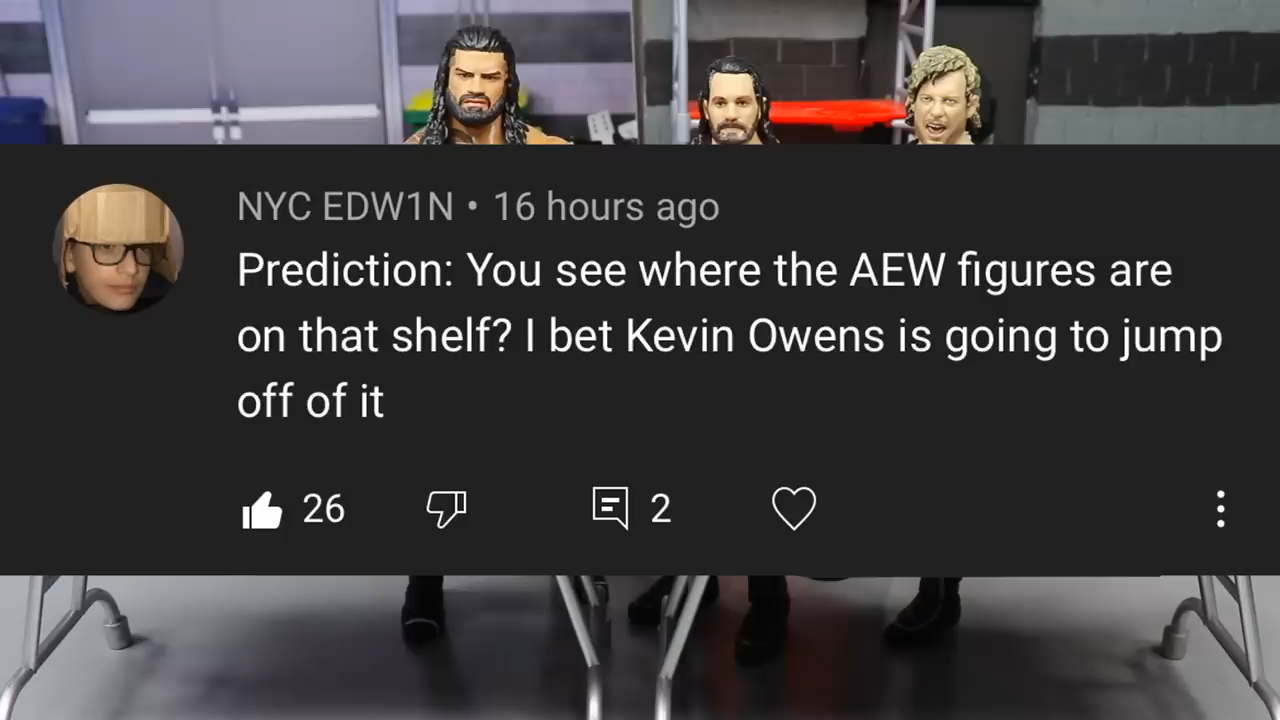 NYC EDW1N • 16 hours ago
Prediction: You see where the AEW figures are
on that shelf? I bet Kevin Owens is going to jump
off of it
26 2